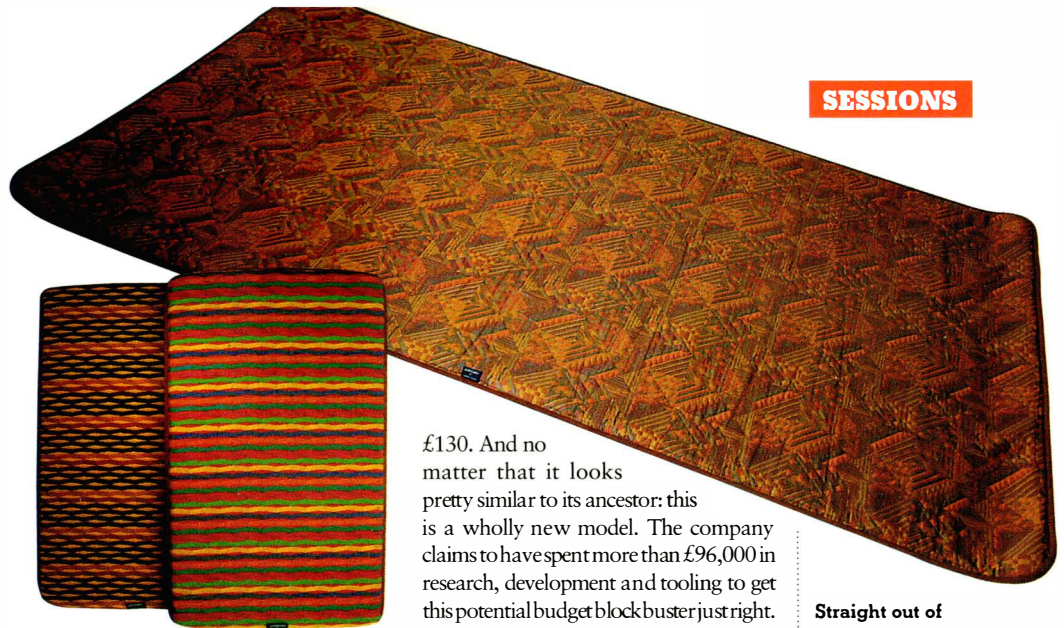 SESSIONS
£130. And no
matter that it looks
pretty similar to its ancestor: this
is a wholly new model. The company
claims to have spent more than £96,000 in
research, development and tooling to get
this potential budget blockbuster just right.
Straight out of